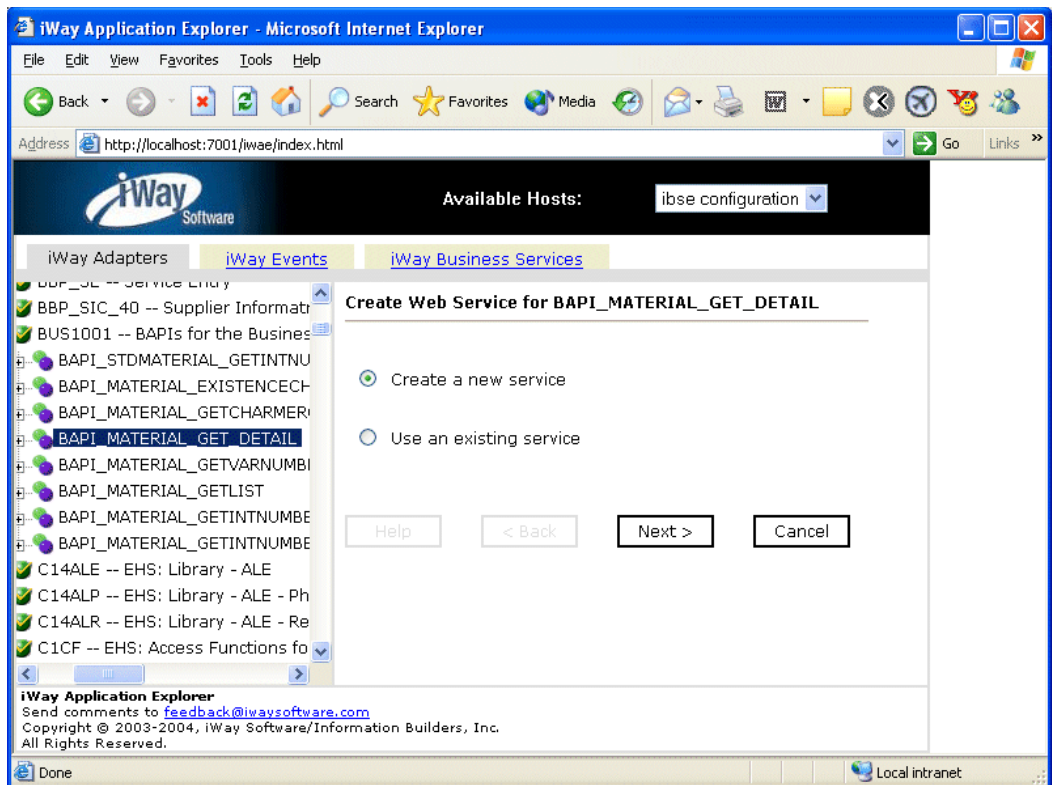 iWay Application Explorer - Microsoft Internet Explorer
File Edit View Favorites Tools Help
Back Search Favorites Media
Address http://localhost:7001/iwae/index.html Go Links »
iWay Software
Available Hosts: ibse configuration
iWay Adapters iWay Events iWay Business Services
BBP_SE -- Service Entry
BBP_SIC_40 -- Supplier Informat
BUS1001 -- BAPIs for the Busines
BAPI_STDMATERIAL_GETINTNU
BAPI_MATERIAL_EXISTENCECH
BAPI_MATERIAL_GETCHARMER
BAPI_MATERIAL_GET_DETAIL
BAPI_MATERIAL_GETVARNUMB
BAPI_MATERIAL_GETLIST
BAPI_MATERIAL_GETINTNUMBE
BAPI_MATERIAL_GETINTNUMBE
C14ALE -- EHS: Library - ALE
C14ALP -- EHS: Library - ALE - Ph
C14ALR -- EHS: Library - ALE - Re
C1CF -- EHS: Access Functions fo
Create Web Service for BAPI_MATERIAL_GET_DETAIL
Create a new service
Use an existing service
Help < Back Next > Cancel
iWay Application Explorer
Send comments to feedback@iwaysoftware.com
Copyright © 2003-2004, iWay Software/Information Builders, Inc.
All Rights Reserved.
Done Local intranet